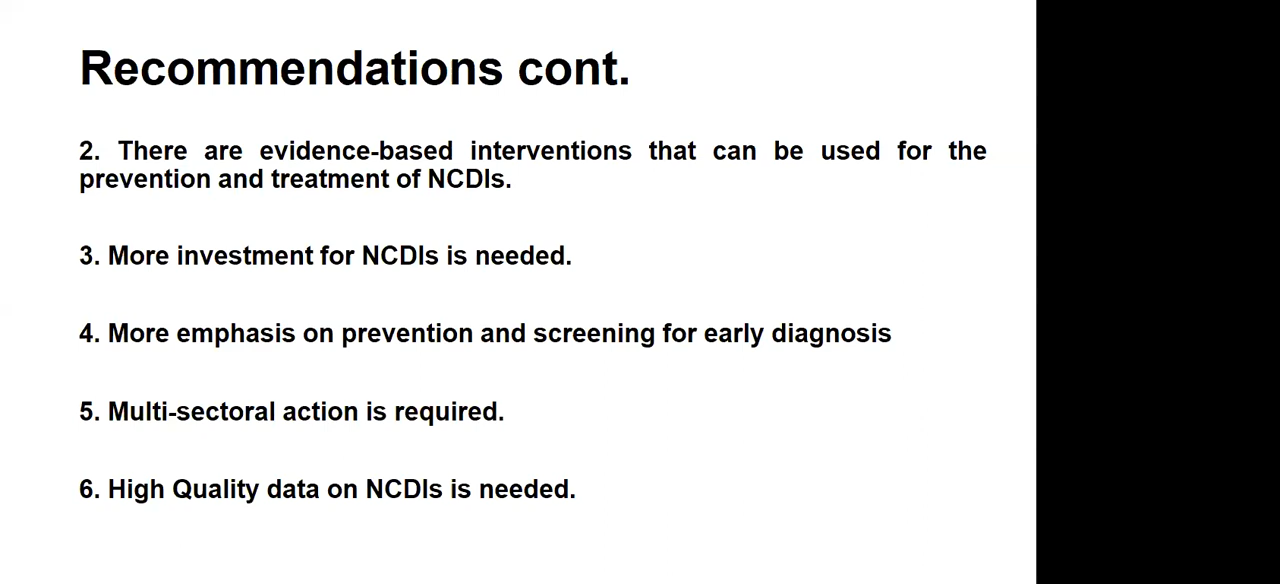 Recommendations cont.
2. There are evidence-based interventions that can be used for the
prevention and treatment of NCDIs.
3. More investment for NCDIs is needed.
4. More emphasis on prevention and screening for early diagnosis
5. Multi-sectoral action is required.
6. High Quality data on NCDIs is needed.